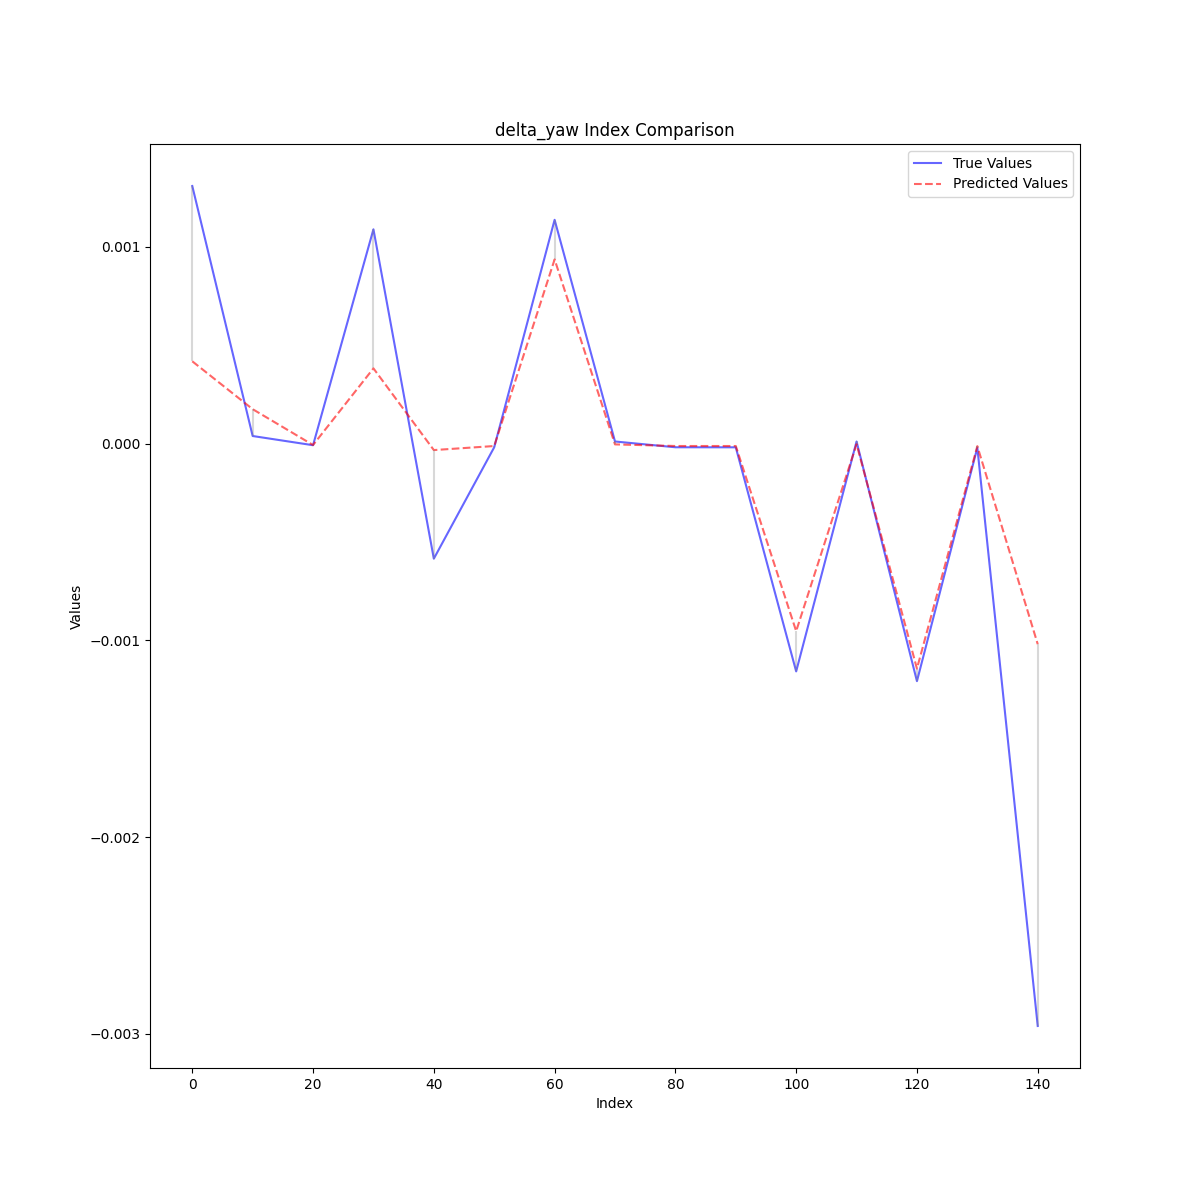 delta_yaw Index Comparison
True Values
Predicted Values
0.001
0.000
−0.001
−0.002
−0.003
Values
0 20 40 60 80 100 120 140
Index